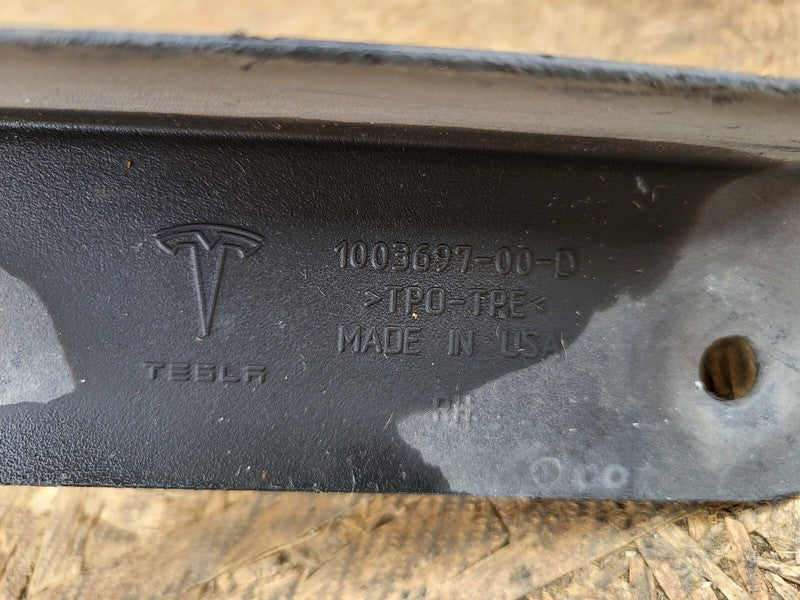 TESLA
1003697-00-D
>TPO-TPE<
MADE IN USA
RH